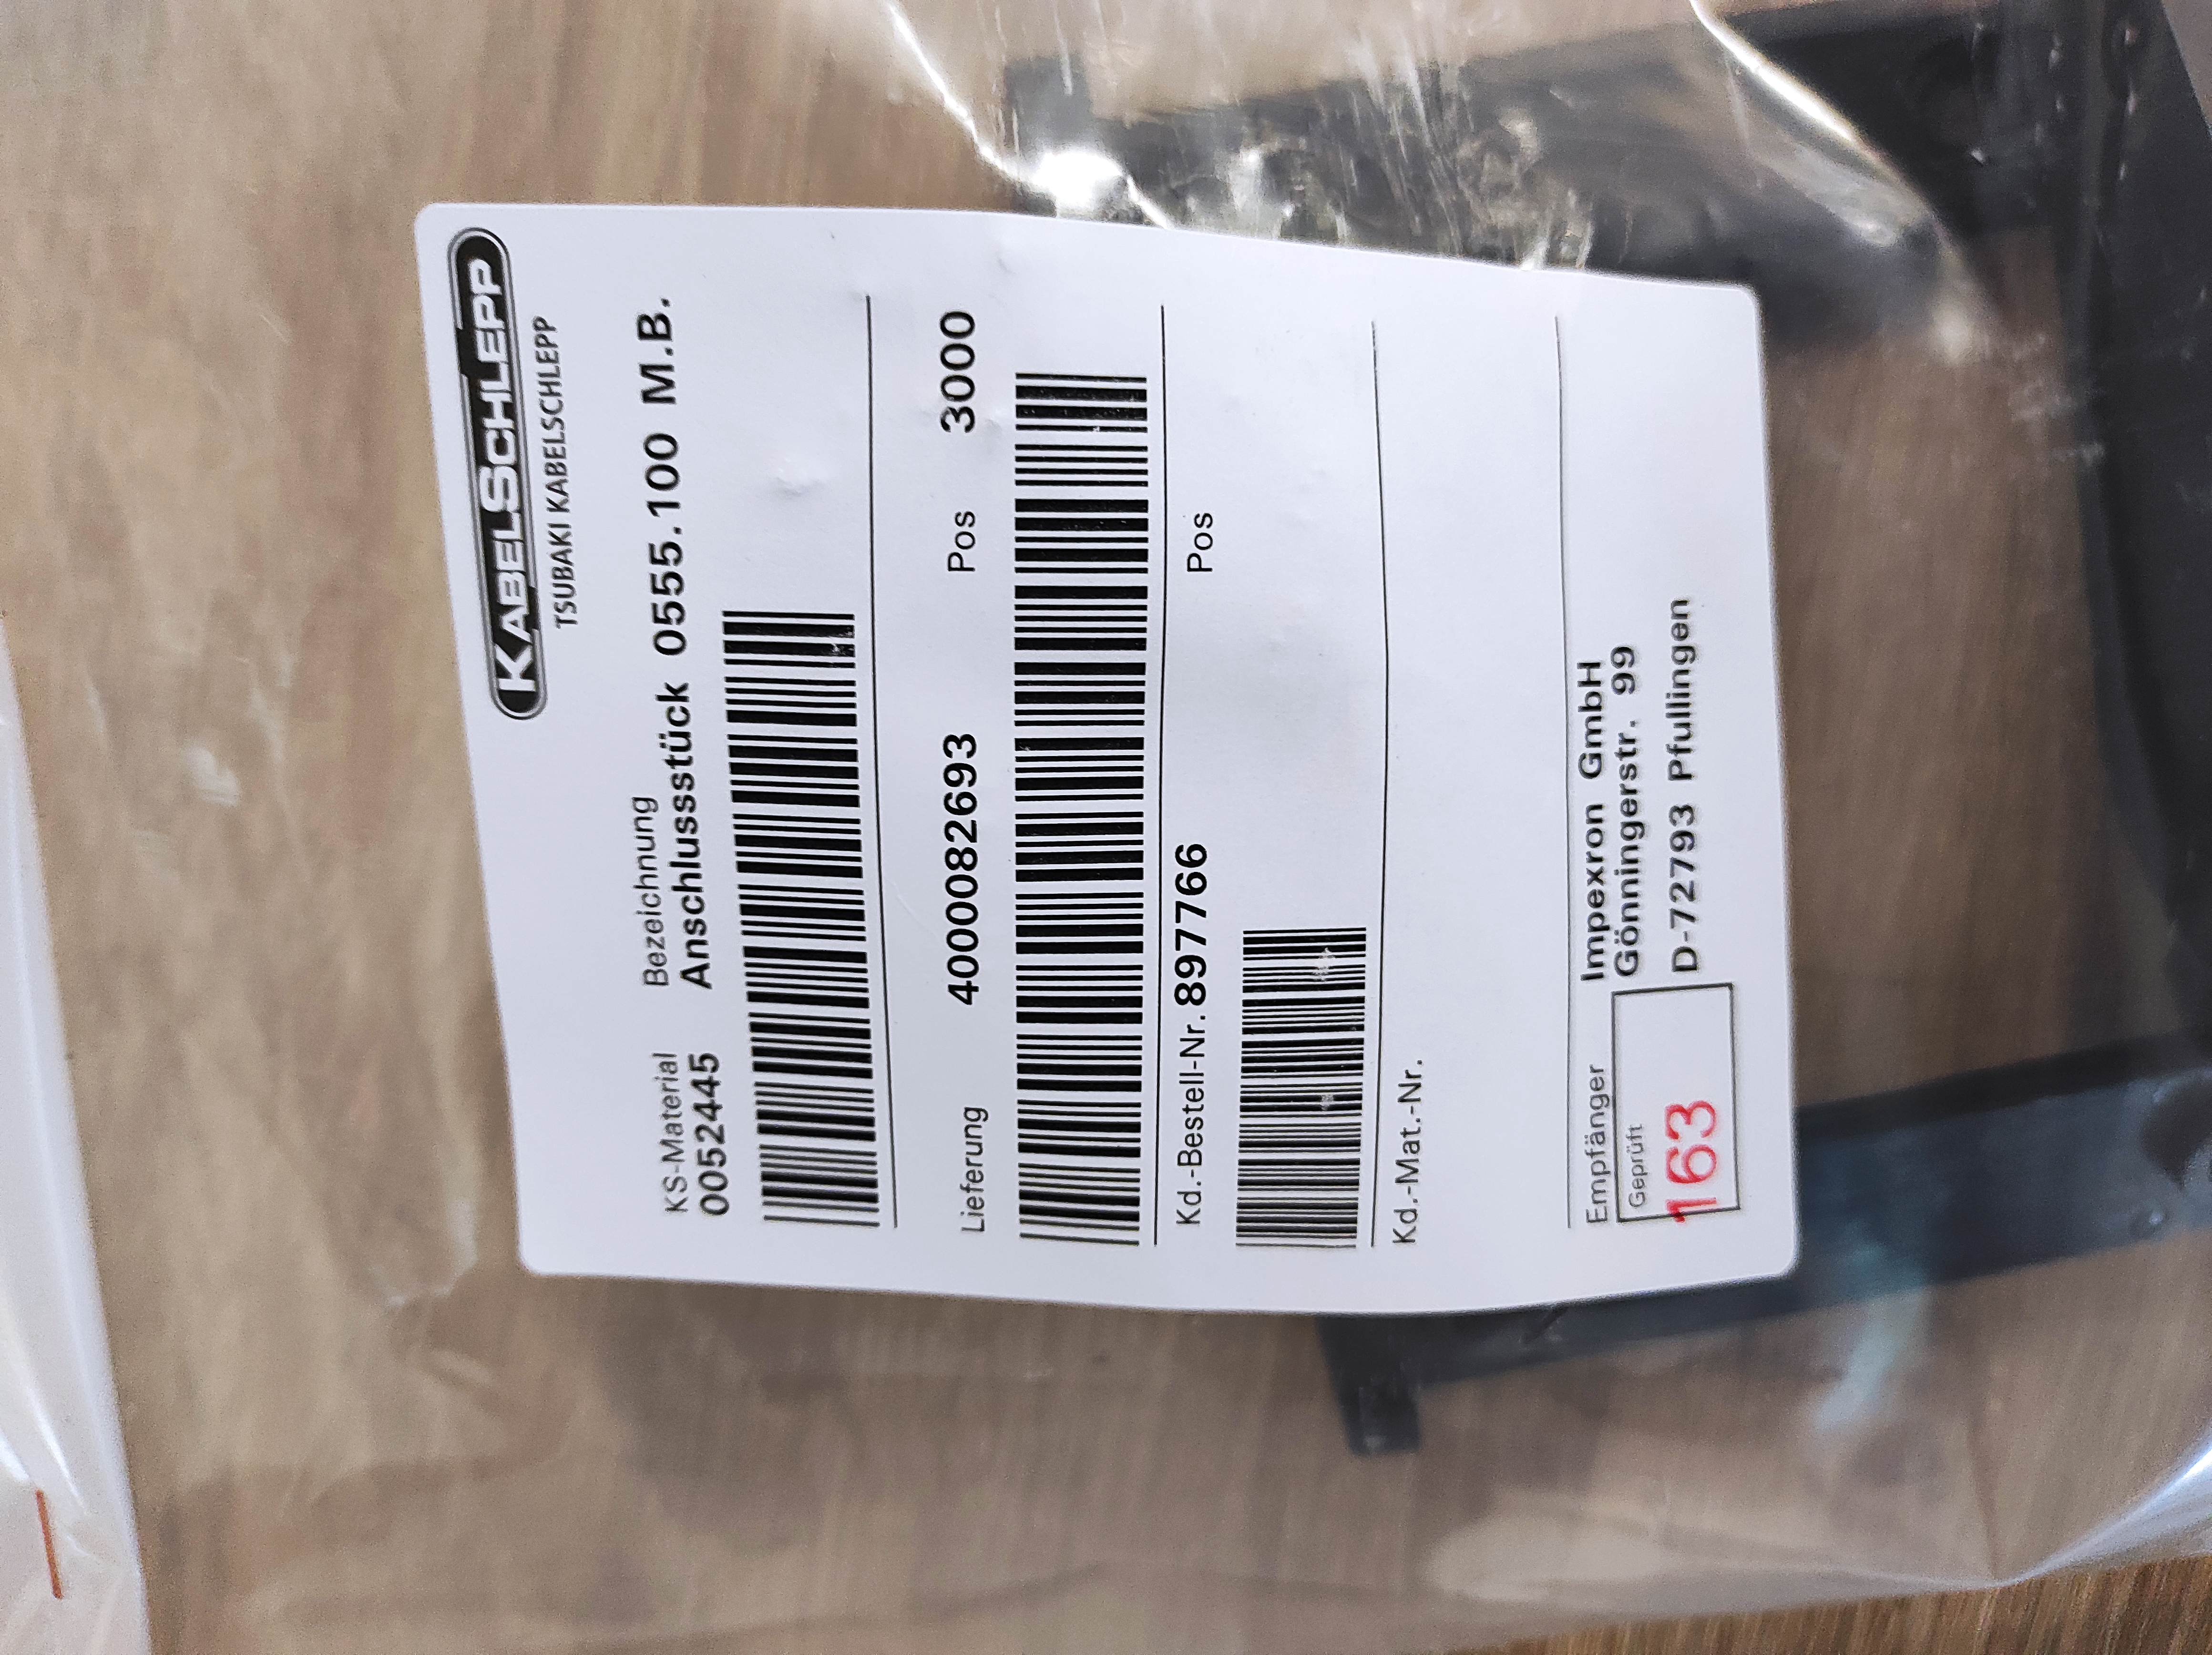 KABELSCHLEPP
TSUBAKI KABELSCHLEPP
KS-Material Bezeichnung
0052445 Anschlussstück 0555.100 M.B.
Lieferung 4000082693 Pos 3000
Kd.-Bestell-Nr. 897766 Pos
Kd.-Mat.-Nr.
Empfänger Impexron GmbH
Gönningerstr. 99
D-72793 Pfullingen
Geprüft
163